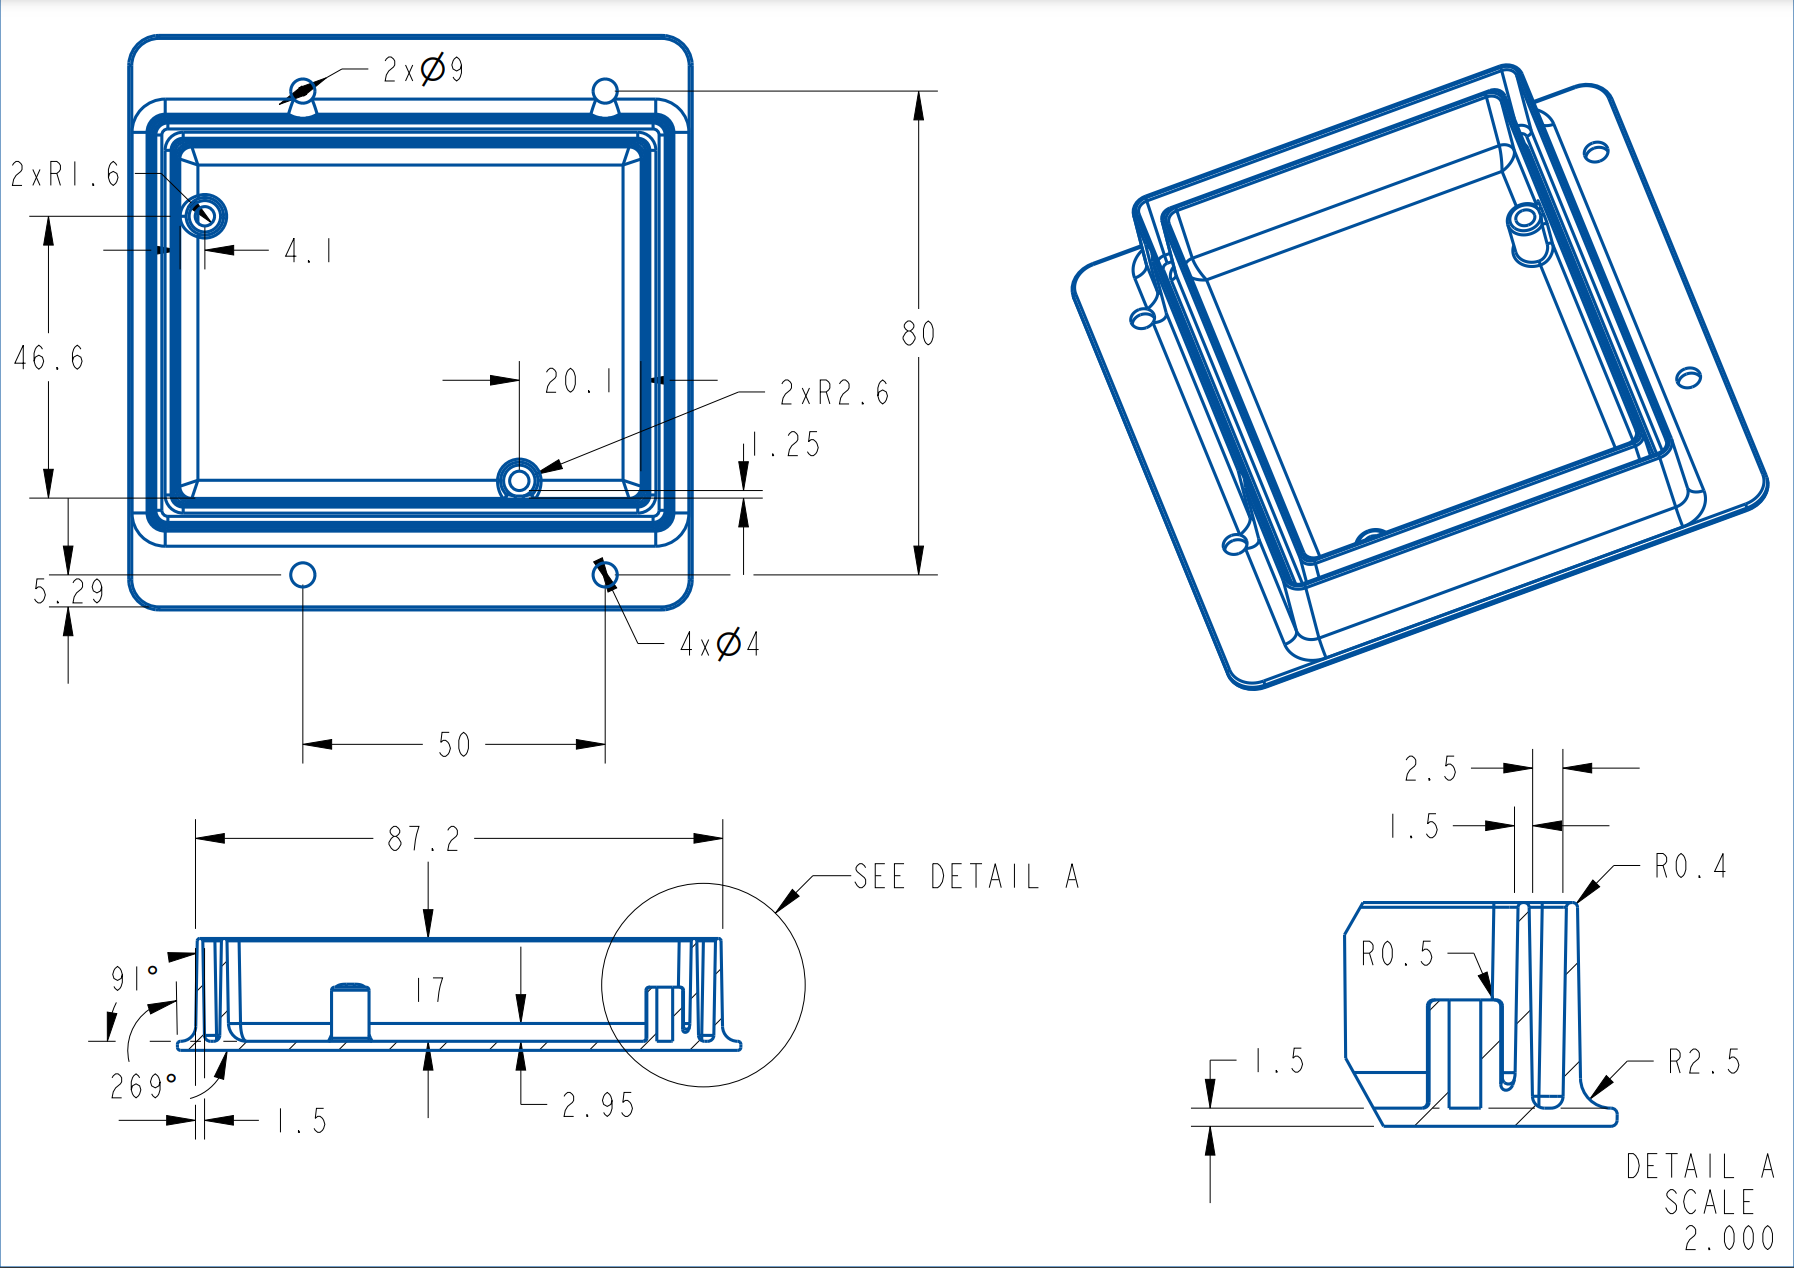 2xØ9
2xR1.6
4.1
46.6
80
20.1
2xR2.6
1.25
5.29
4xØ4
50
87.2
SEE DETAIL A
91°
17
269°
2.95
1.5
2.5
1.5
R0.4
R0.5
1.5
R2.5
DETAIL A
SCALE
2.000